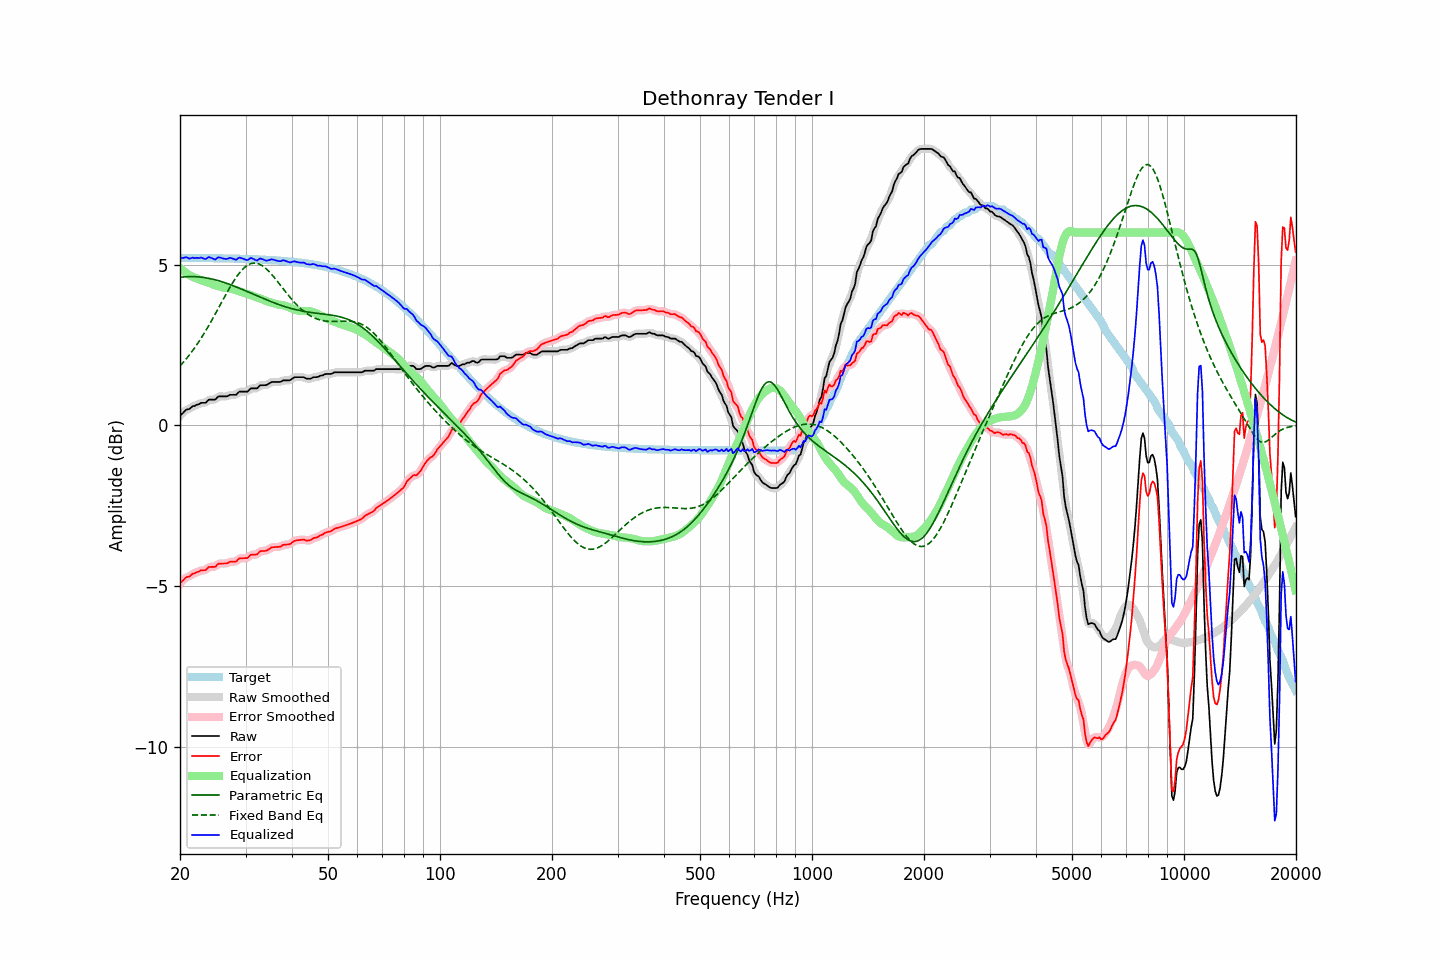 Dethonray Tender I
Amplitude (dBr)
5
0
−5
−10
Target
Raw Smoothed
Error Smoothed
Raw
Error
Equalization
Parametric Eq
Fixed Band Eq
Equalized
20 50 100 200 500 1000 2000 5000 10000 20000
Frequency (Hz)